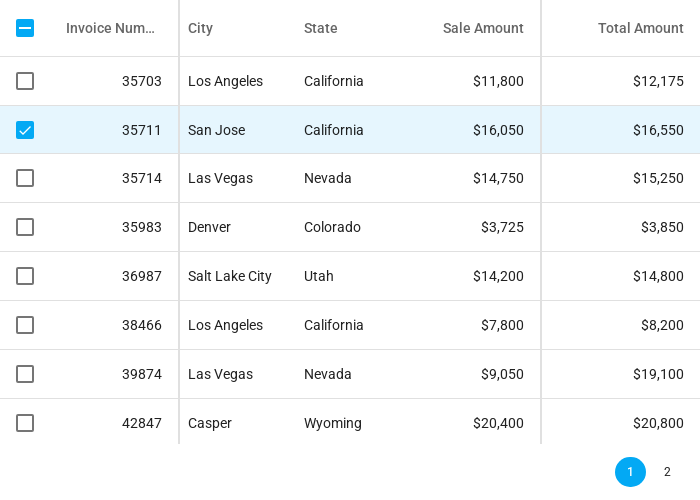 Invoice Num... City State Sale Amount Total Amount
35703 Los Angeles California $11,800 $12,175
35711 San Jose California $16,050 $16,550
35714 Las Vegas Nevada $14,750 $15,250
35983 Denver Colorado $3,725 $3,850
36987 Salt Lake City Utah $14,200 $14,800
38466 Los Angeles California $7,800 $8,200
39874 Las Vegas Nevada $9,050 $19,100
42847 Casper Wyoming $20,400 $20,800
1 2